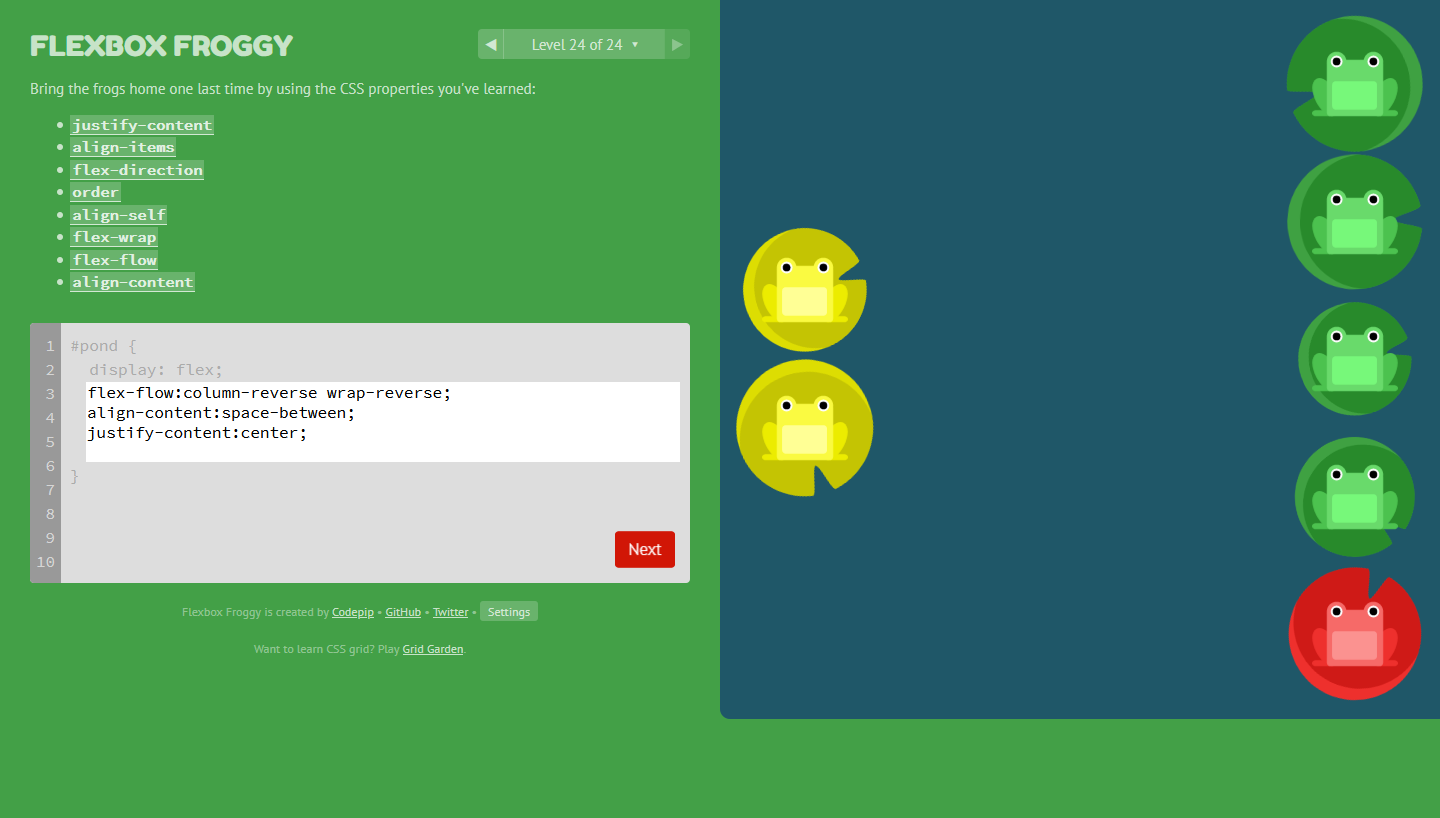 FLEXBOX FROGGY
◀ Level 24 of 24 ▼ ▶
Bring the frogs home one last time by using the CSS properties you've learned:
• justify-content
• align-items
• flex-direction
• order
• align-self
• flex-wrap
• flex-flow
• align-content
1 #pond {
2 display: flex;
3 flex-flow:column-reverse wrap-reverse;
4 align-content:space-between;
5 justify-content:center;
6 }
7
8
9
10
Next
Flexbox Froggy is created by Codepip • GitHub • Twitter • Settings
Want to learn CSS grid? Play Grid Garden.